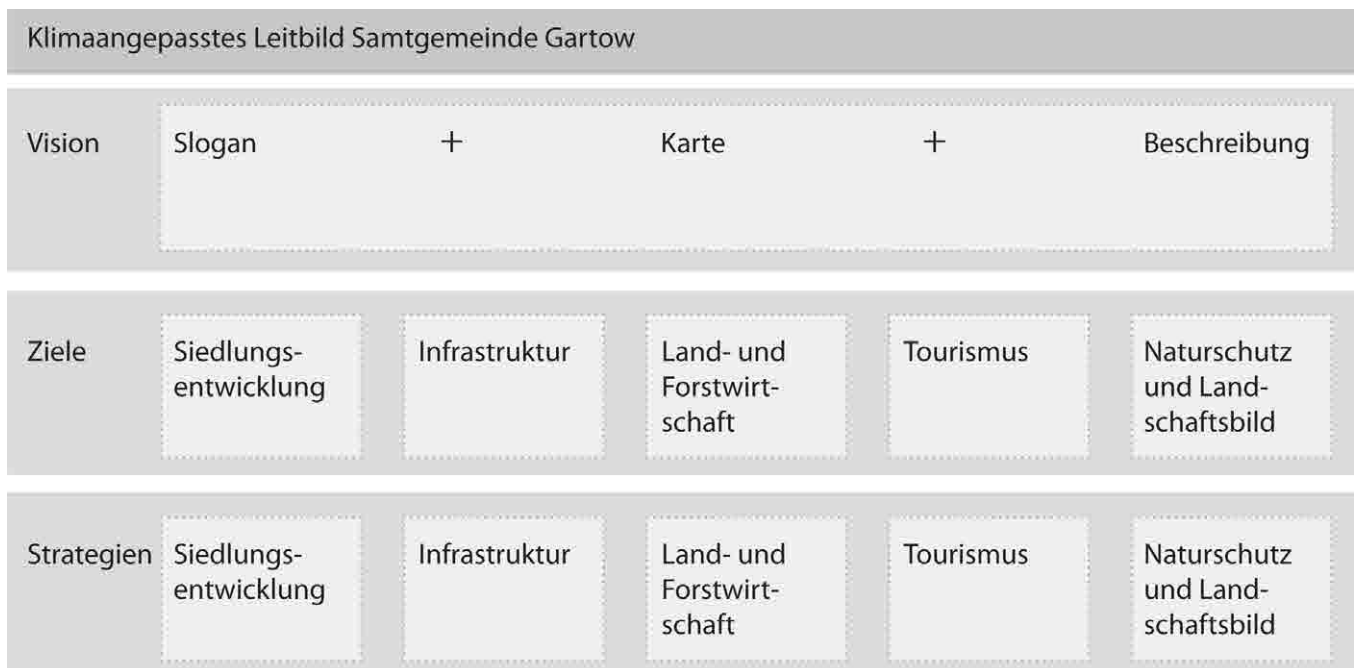 Klimaangepasstes Leitbild Samtgemeinde Gartow
Vision Slogan + Karte + Beschreibung
Ziele
Siedlungs-
entwicklung
Infrastruktur
Land- und
Forstwirt-
schaft
Tourismus
Naturschutz
und Land-
schaftsbild
Strategien
Siedlungs-
entwicklung
Infrastruktur
Land- und
Forstwirt-
schaft
Tourismus
Naturschutz
und Land-
schaftsbild